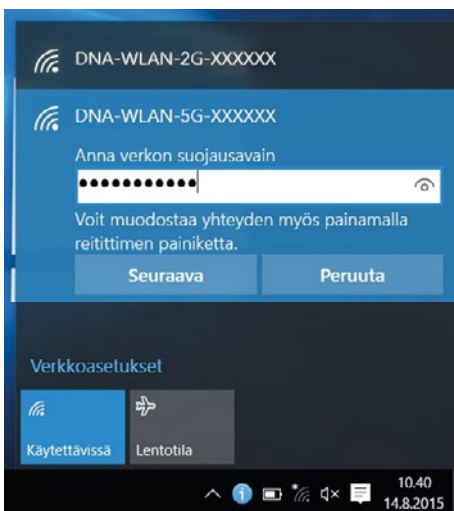 DNA-WLAN-2G-XXXXXX
DNA-WLAN-5G-XXXXXX
Anna verkon suojausavain
●●●●●●●●●●●
Voit muodostaa yhteyden myös painamalla
reitittimen painiketta.
Seuraava Peruuta
Verkkoasetukset
Käytettävissä Lentotila
10.40
14.8.2015